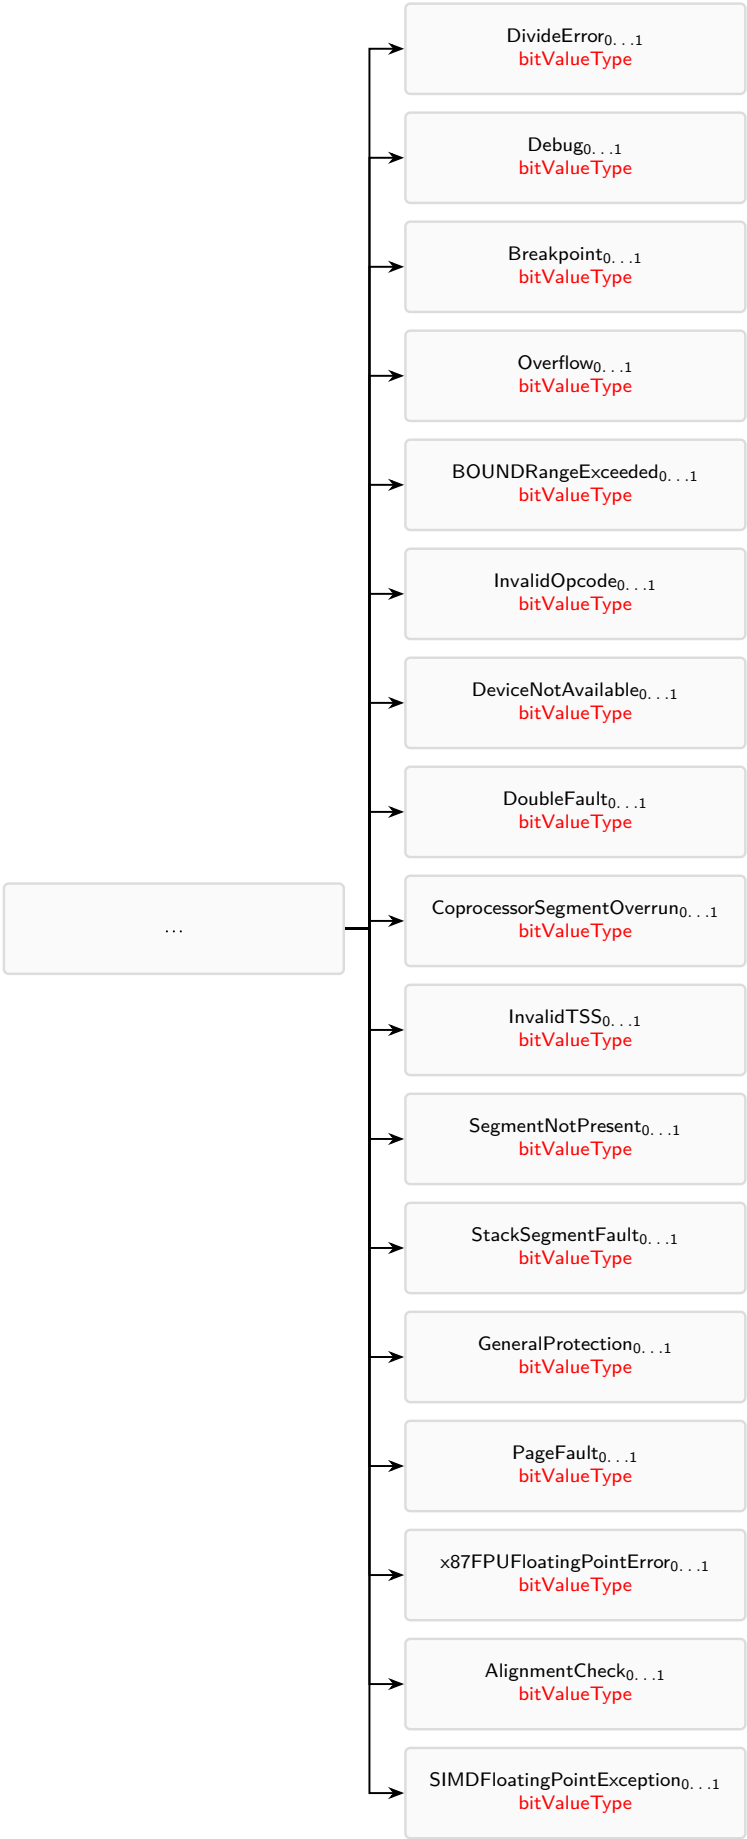 DivideError0...1
bitValueType
Debug0...1
bitValueType
Breakpoint0...1
bitValueType
Overflow0...1
bitValueType
BOUNDRangeExceeded0...1
bitValueType
InvalidOpcode0...1
bitValueType
DeviceNotAvailable0...1
bitValueType
DoubleFault0...1
bitValueType
...
CoprocessorSegmentOverrun0...1
bitValueType
InvalidTSS0...1
bitValueType
SegmentNotPresent0...1
bitValueType
StackSegmentFault0...1
bitValueType
GeneralProtection0...1
bitValueType
PageFault0...1
bitValueType
x87FPUFloatingPointError0...1
bitValueType
AlignmentCheck0...1
bitValueType
SIMDFloatingPointException0...1
bitValueType